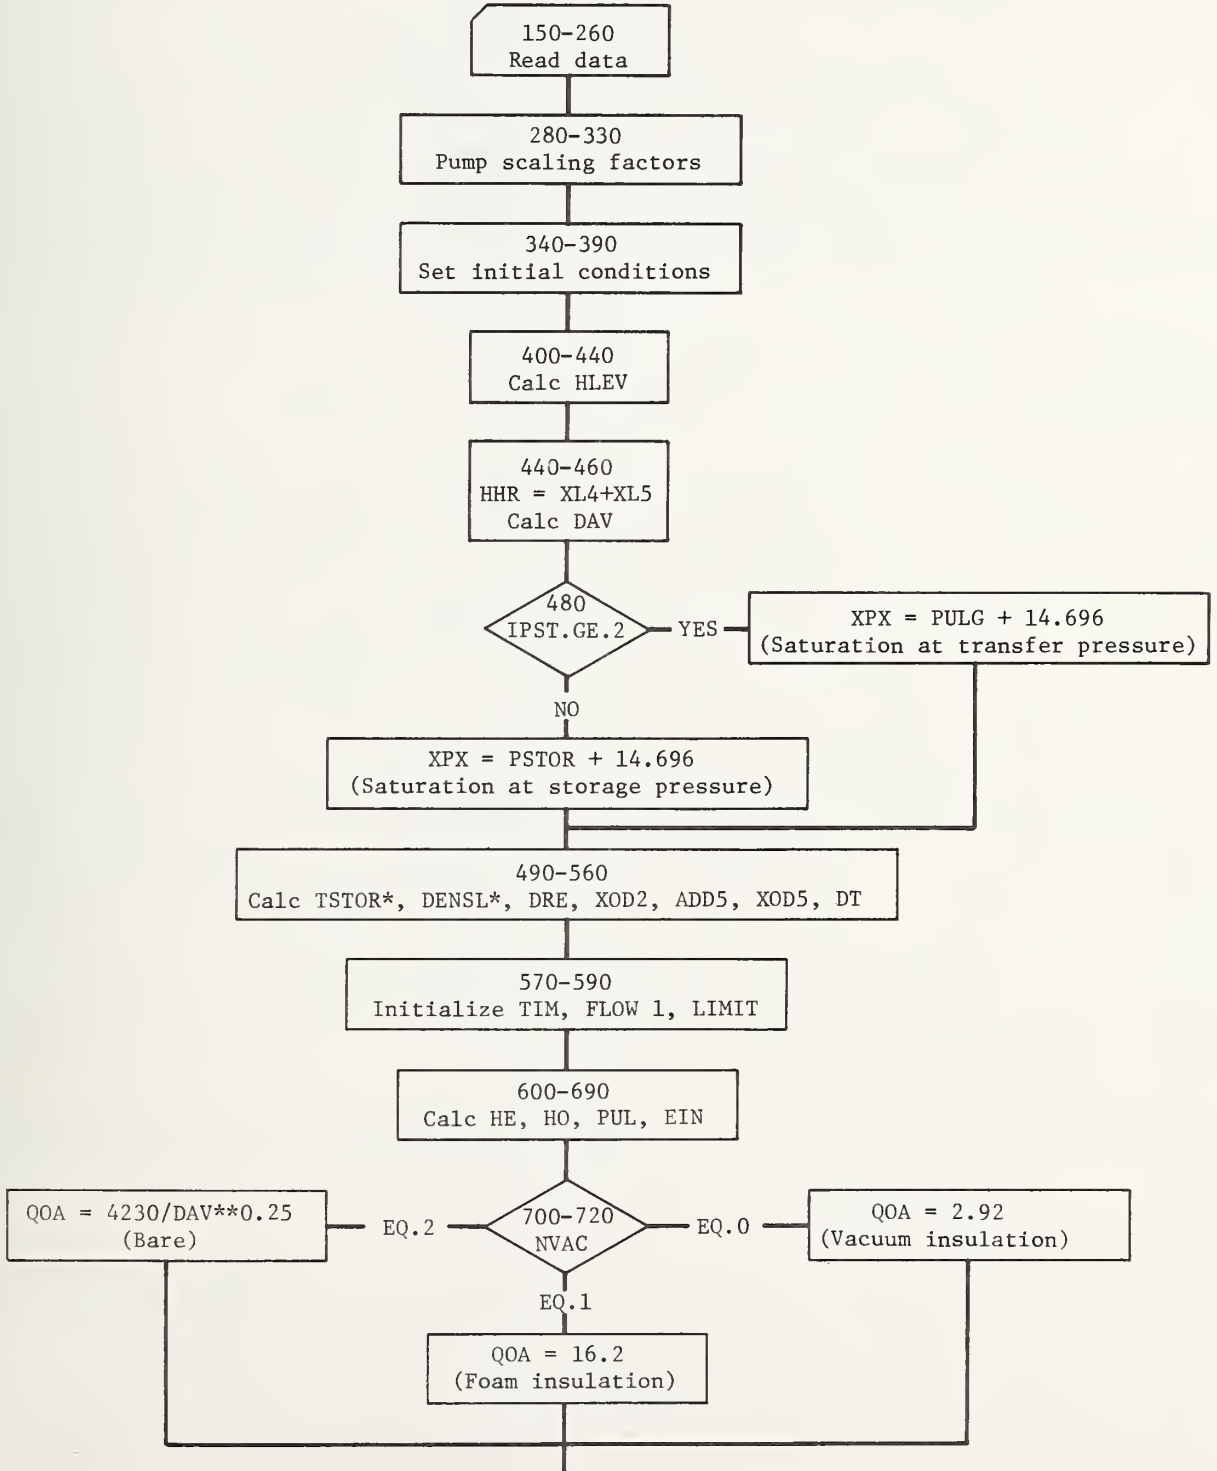 150-260
Read data
280-330
Pump scaling factors
340-390
Set initial conditions
400-440
Calc HLEV
440-460
HHR = XL4+XL5
Calc DAV
480
IPST.GE.2
YES
XPX = PULG + 14.696
(Saturation at transfer pressure)
NO
XPX = PSTOR + 14.696
(Saturation at storage pressure)
490-560
Calc TSTOR*, DENSL*, DRE, XOD2, ADD5, XOD5, DT
570-590
Initialize TIM, FLOW 1, LIMIT
600-690
Calc HE, HO, PUL, EIN
QOA = 4230/DAV**0.25
(Bare)
EQ.2
700-720
NVAC
EQ.0
QOA = 2.92
(Vacuum insulation)
EQ.1
QOA = 16.2
(Foam insulation)